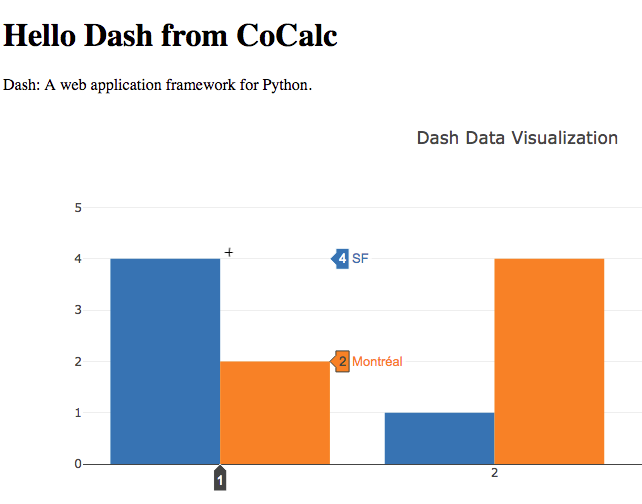 Hello Dash from CoCalc
Dash: A web application framework for Python.
Dash Data Visualization
5
4
4 SF
3
2
2 Montréal
1
0
1
2